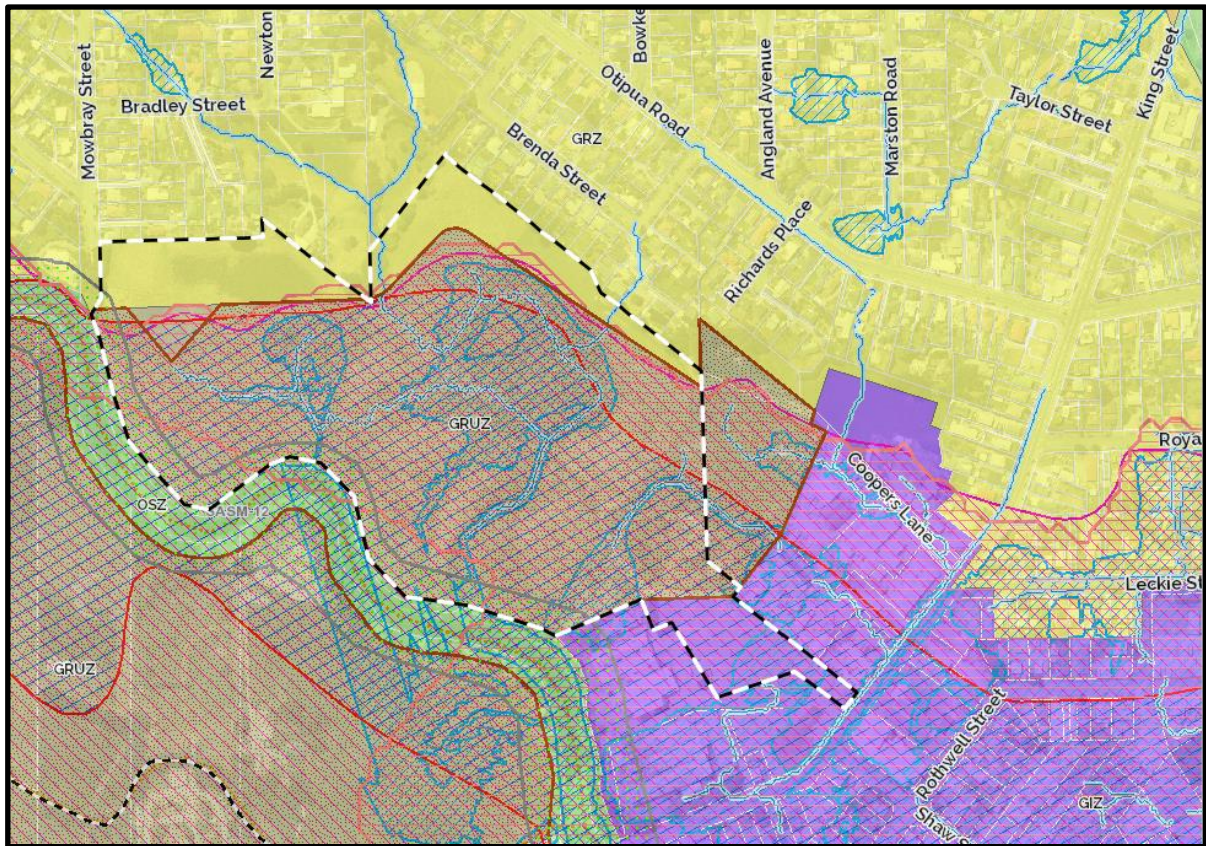 Mowbray Street
Newton
Bradley Street
Bowke
Otipua Road
Brenda Street
GRZ
Angland Avenue
Marston Road
Taylor Street
King Street
Richards Place
GRUZ
OSZ
SASM-12
Coopers Lane
Roya
Leckie St
GRUZ
Rothwell Street
Shaw S
GIZ